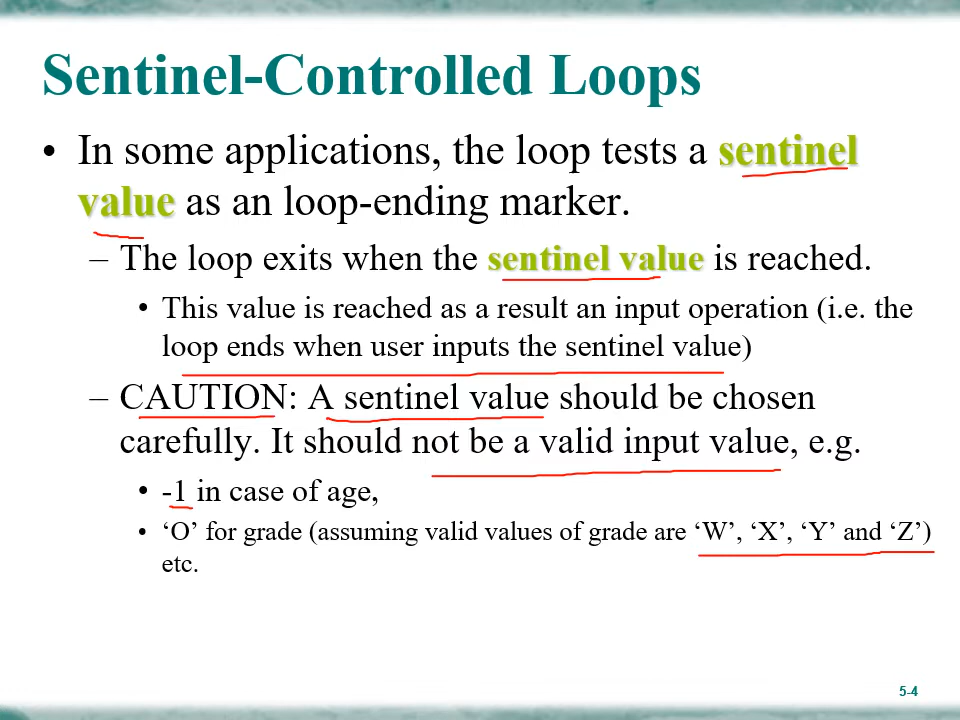 Sentinel-Controlled Loops
• In some applications, the loop tests a sentinel
value as an loop-ending marker.
– The loop exits when the sentinel value is reached.
• This value is reached as a result an input operation (i.e. the
loop ends when user inputs the sentinel value)
– CAUTION: A sentinel value should be chosen
carefully. It should not be a valid input value, e.g.
• -1 in case of age,
• ‘O’ for grade (assuming valid values of grade are ‘W’, ‘X’, ‘Y’ and ‘Z’)
etc.
5-4